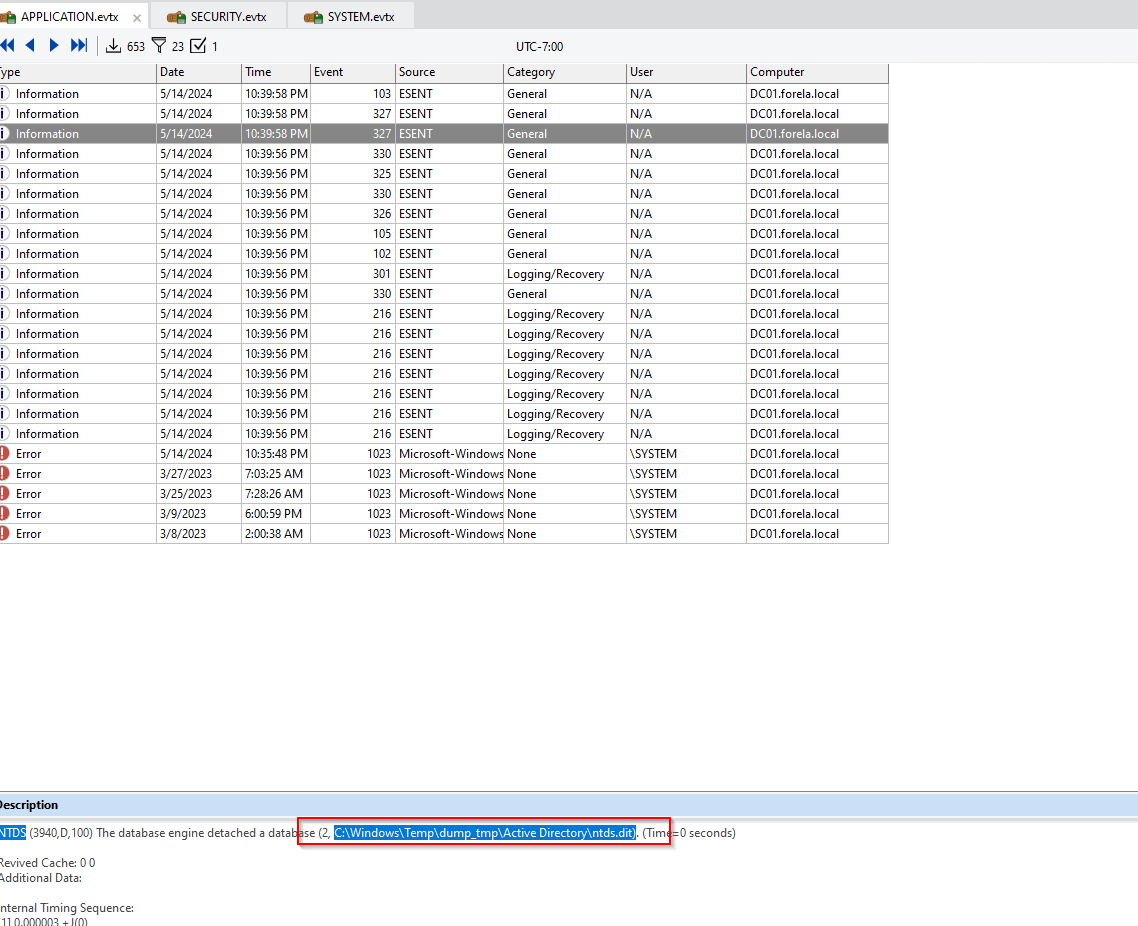 APPLICATION.evtx SECURITY.evtx SYSTEM.evtx
653 23 1 UTC-7:00
ype Date Time Event Source Category User Computer
Information 5/14/2024 10:39:58 PM 103 ESENT General N/A DC01.forela.local
Information 5/14/2024 10:39:58 PM 327 ESENT General N/A DC01.forela.local
Information 5/14/2024 10:39:58 PM 327 ESENT General N/A DC01.forela.local
Information 5/14/2024 10:39:56 PM 330 ESENT General N/A DC01.forela.local
Information 5/14/2024 10:39:56 PM 325 ESENT General N/A DC01.forela.local
Information 5/14/2024 10:39:56 PM 330 ESENT General N/A DC01.forela.local
Information 5/14/2024 10:39:56 PM 326 ESENT General N/A DC01.forela.local
Information 5/14/2024 10:39:56 PM 105 ESENT General N/A DC01.forela.local
Information 5/14/2024 10:39:56 PM 102 ESENT General N/A DC01.forela.local
Information 5/14/2024 10:39:56 PM 301 ESENT Logging/Recovery N/A DC01.forela.local
Information 5/14/2024 10:39:56 PM 330 ESENT General N/A DC01.forela.local
Information 5/14/2024 10:39:56 PM 216 ESENT Logging/Recovery N/A DC01.forela.local
Information 5/14/2024 10:39:56 PM 216 ESENT Logging/Recovery N/A DC01.forela.local
Information 5/14/2024 10:39:56 PM 216 ESENT Logging/Recovery N/A DC01.forela.local
Information 5/14/2024 10:39:56 PM 216 ESENT Logging/Recovery N/A DC01.forela.local
Information 5/14/2024 10:39:56 PM 216 ESENT Logging/Recovery N/A DC01.forela.local
Information 5/14/2024 10:39:56 PM 216 ESENT Logging/Recovery N/A DC01.forela.local
Information 5/14/2024 10:39:56 PM 216 ESENT Logging/Recovery N/A DC01.forela.local
Error 5/14/2024 10:35:48 PM 1023 Microsoft-Windows None \SYSTEM DC01.forela.local
Error 3/27/2023 7:03:25 AM 1023 Microsoft-Windows None \SYSTEM DC01.forela.local
Error 3/25/2023 7:28:26 AM 1023 Microsoft-Windows None \SYSTEM DC01.forela.local
Error 3/9/2023 6:00:59 PM 1023 Microsoft-Windows None \SYSTEM DC01.forela.local
Error 3/8/2023 2:00:38 AM 1023 Microsoft-Windows None \SYSTEM DC01.forela.local
Description
NTDS (3940,D,100) The database engine detached a database (2, C:\Windows\Temp\dump_tmp\Active Directory\ntds.dit). (Time=0 seconds)
Revived Cache: 0 0
Additional Data:
nternal Timing Sequence: